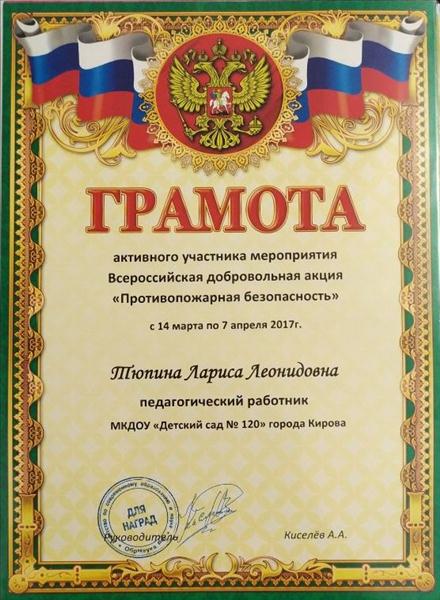 ГРАМОТА
активного участника мероприятия
Всероссийская добровольная акция
«Противопожарная безопасность»
с 14 марта по 7 апреля 2017г.
Тюпина Лариса Леонидовна
педагогический работник
МКДОУ «Детский сад № 120» города Кирова
ДЛЯ
НАГРАД
Руководитель
Киселёв А.А.